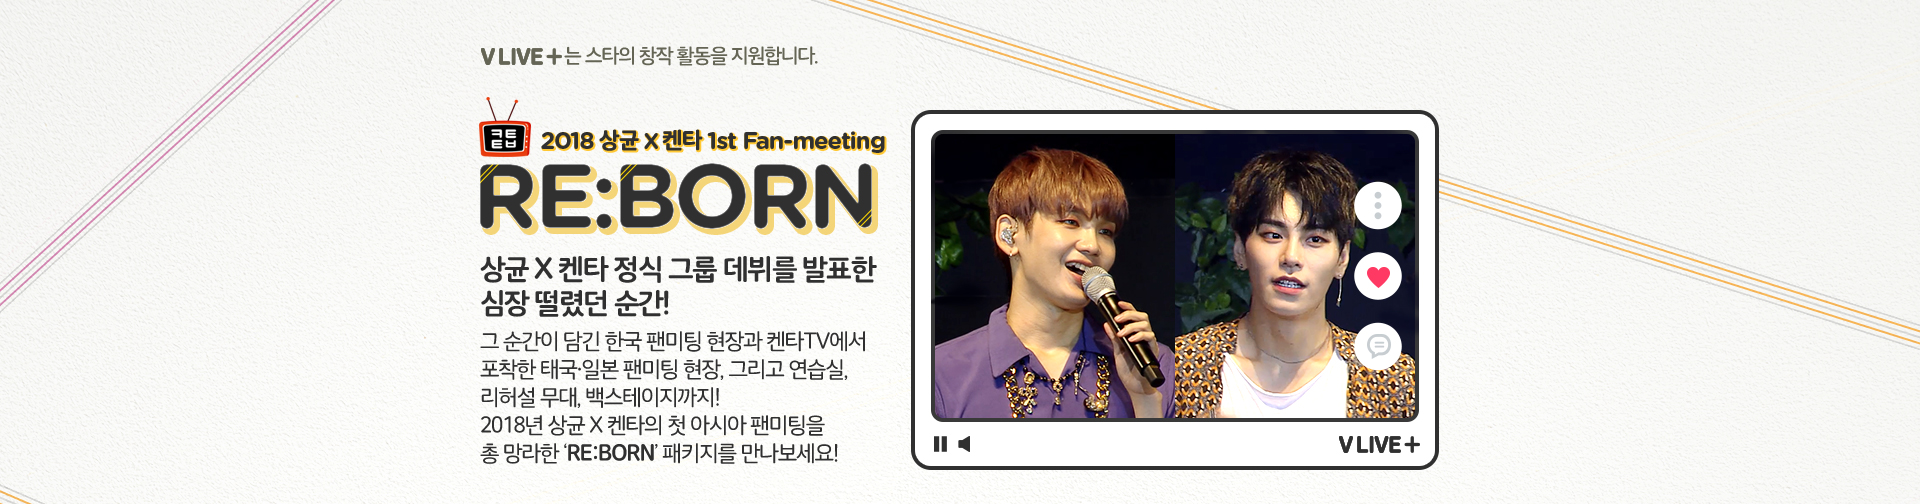 V LIVE+는 스타의 창작 활동을 지원합니다.
켄트
튭
2018 상균 X 켄타 1st Fan-meeting
RE:BORN
상균 X 켄타 정식 그룹 데뷔를 발표한
심장 떨렸던 순간!
그 순간이 담긴 한국 팬미팅 현장과 켄타TV에서
포착한 태국·일본 팬미팅 현장, 그리고 연습실,
리허설 무대, 백스테이지까지!
2018년 상균 X 켄타의 첫 아시아 팬미팅을
총 망라한 ‘RE:BORN’ 패키지를 만나보세요!
V LIVE+